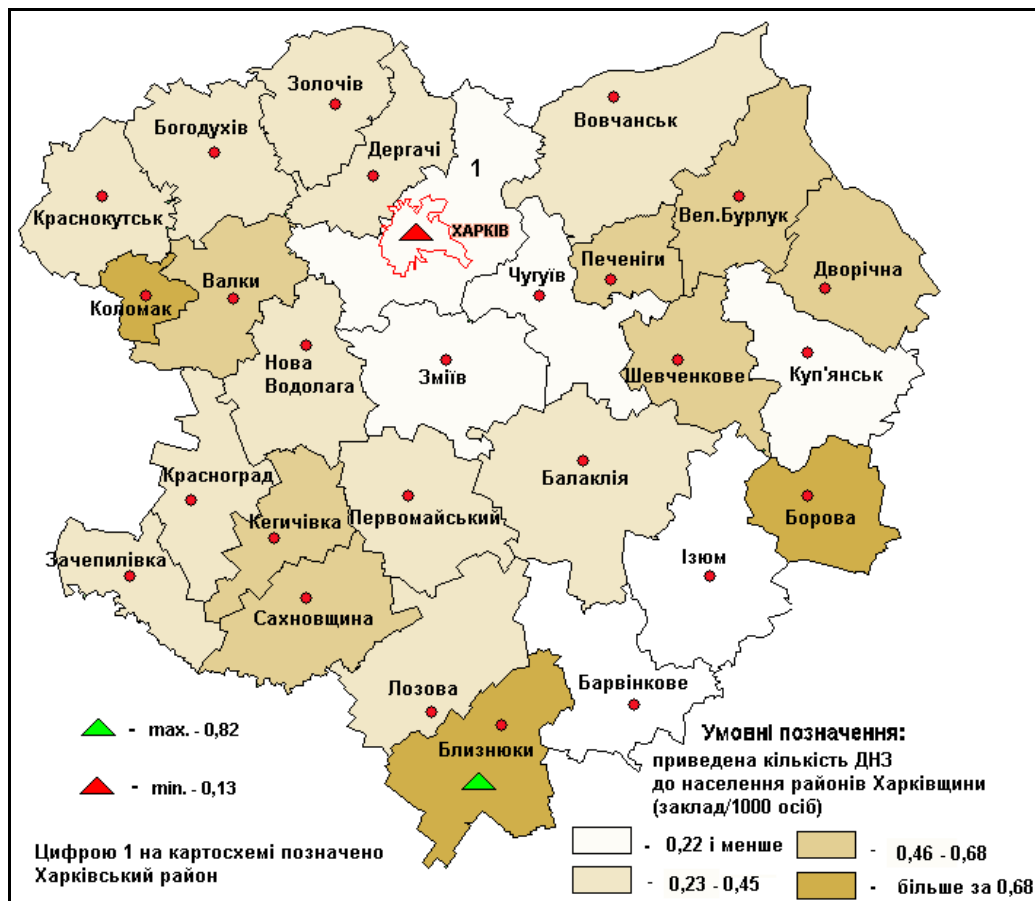 Золочів
Богодухів
Вовчанськ
Дергачі
1
Краснокутськ
Вел.Бурлук
ХАРКІВ
Печеніги
Дворічна
Чугуїв
Валки
Коломак
Нова
Водолага
Зміїв
Шевченкове
Куп'янськ
Красноград
Балаклія
Кегичівка
Первомайський
Борова
Зачепилівка
Ізюм
Сахновщина
Лозова
Барвінкове
Близнюки
- max. - 0,82
- min. - 0,13
Цифрою 1 на картосхемі позначено
Харківський район
Умовні позначення:
приведена кількість ДНЗ
до населення районів Харківщини
(заклад/1000 осіб)
- 0,22 і менше
- 0,46 - 0,68
- 0,23 - 0,45
- більше за 0,68